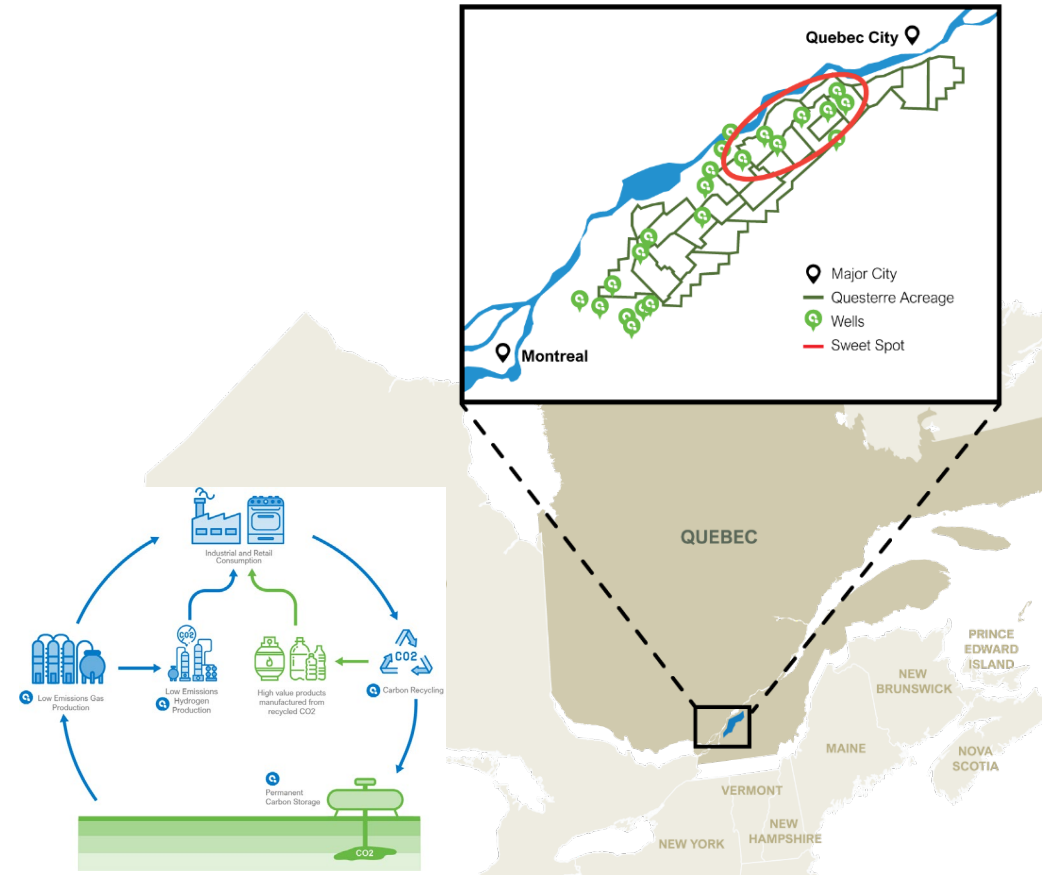 Quebec City
Major City
Questerre Acreage
Wells
Sweet Spot
Montreal
QUEBEC
PRINCE
EDWARD
ISLAND
NEW
BRUNSWICK
NOVA
SCOTIA
MAINE
VERMONT
NEW
HAMPSHIRE
NEW YORK
Industrial and Retail
Consumption
CO2
CO2
Low Emissions Gas
Production
Low Emissions
Hydrogen
Production
High value products
manufactured from
recycled CO2
Carbon Recycling
Permanent
Carbon Storage
CO2